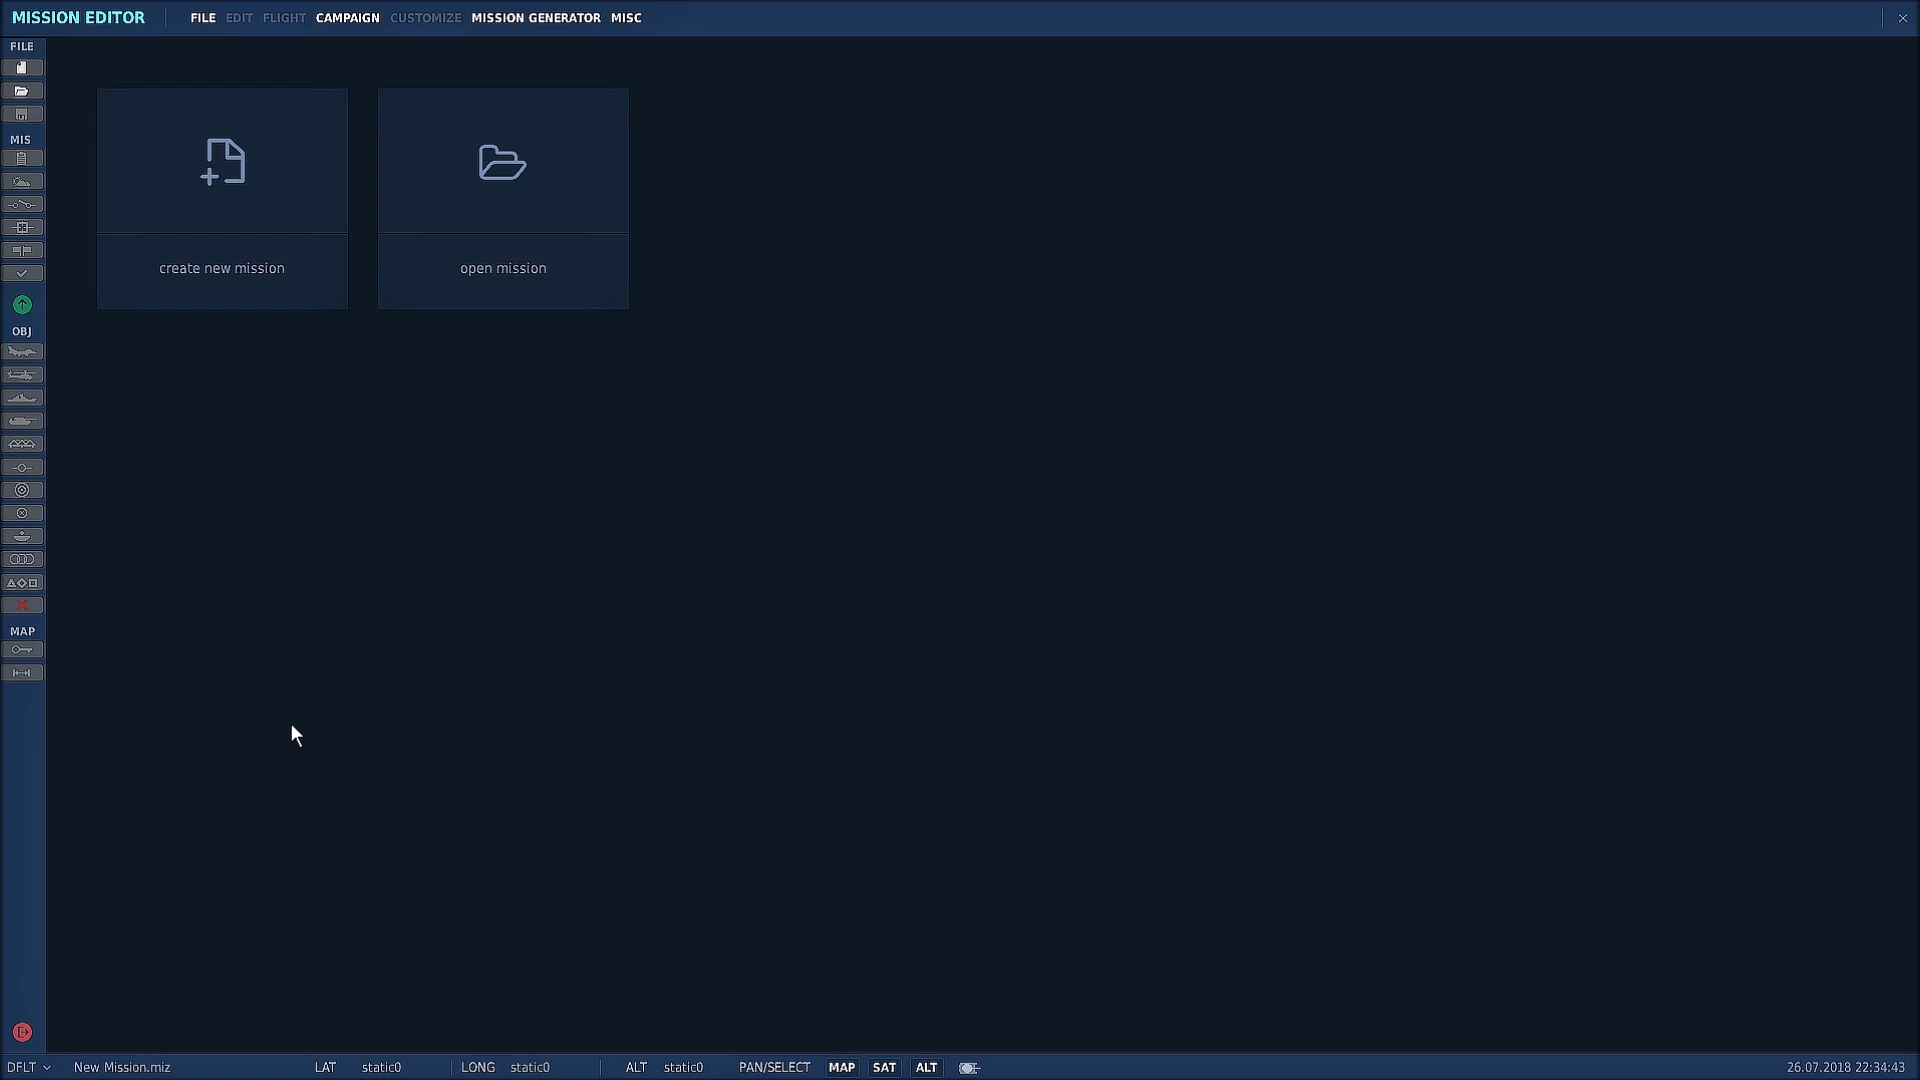 MISSION EDITOR FILE EDIT FLIGHT CAMPAIGN CUSTOMIZE MISSION GENERATOR MISC
FILE
MIS
OBJ
MAP
create new mission open mission
DFLT New Mission.miz LAT static0 LONG static0 ALT static0 PAN/SELECT MAP SAT ALT 26.07.2018 22:34:43